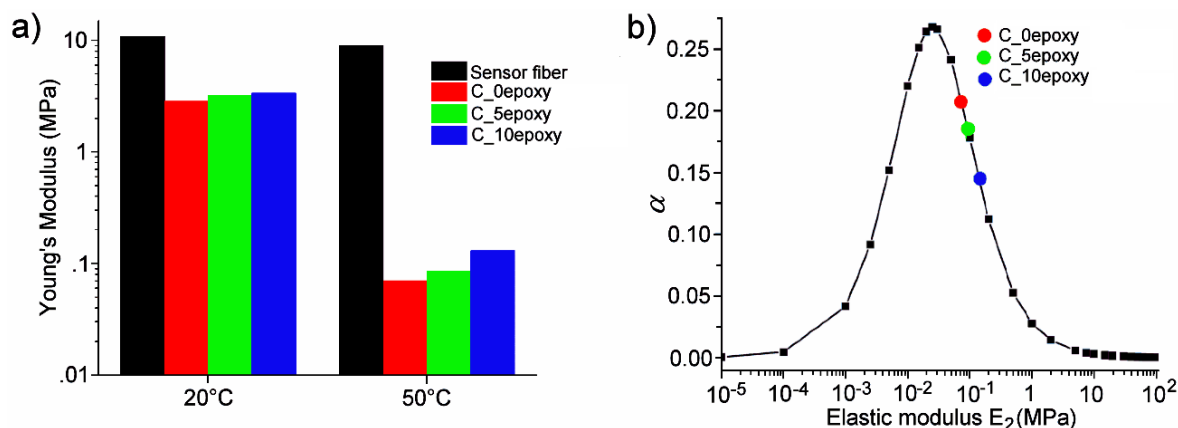 a)
Young's Modulus (MPa)
10
1
.1
.01
Sensor fiber
C_0epoxy
C_5epoxy
C_10epoxy
20°C
50°C
b)
α
0.25
0.20
0.15
0.10
0.05
0.00
C_0epoxy
C_5epoxy
C_10epoxy
10⁻⁵ 10⁻⁴ 10⁻³ 10⁻² 10⁻¹ 10⁰ 10 10²
Elastic modulus E₂(MPa)